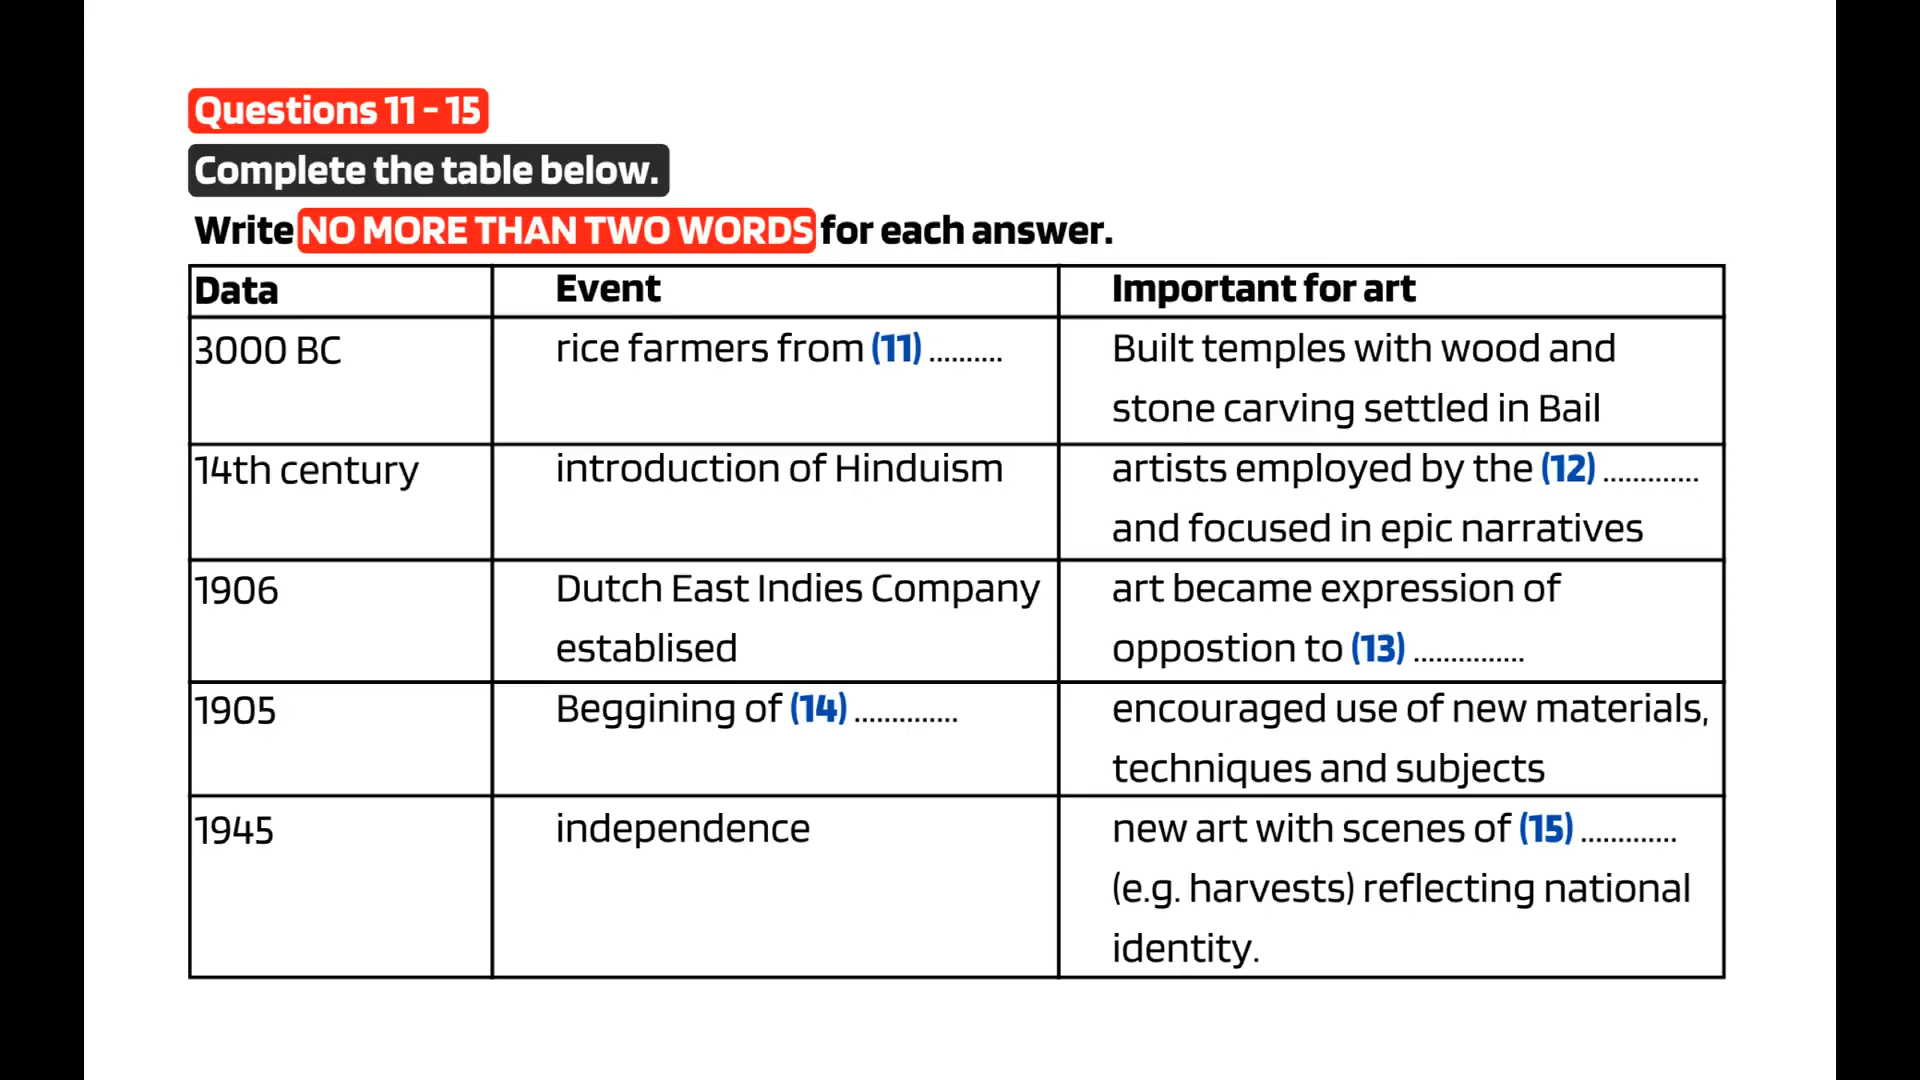 Questions 11 - 15
Complete the table below.
Write NO MORE THAN TWO WORDS for each answer.
Data Event Important for art
3000 BC rice farmers from (11) .......... Built temples with wood and
stone carving settled in Bail
14th century introduction of Hinduism artists employed by the (12) .............
and focused in epic narratives
1906 Dutch East Indies Company art became expression of
establised oppostion to (13) ...............
1905 Beggining of (14) .............. encouraged use of new materials,
techniques and subjects
1945 independence new art with scenes of (15) .............
(e.g. harvests) reflecting national
identity.